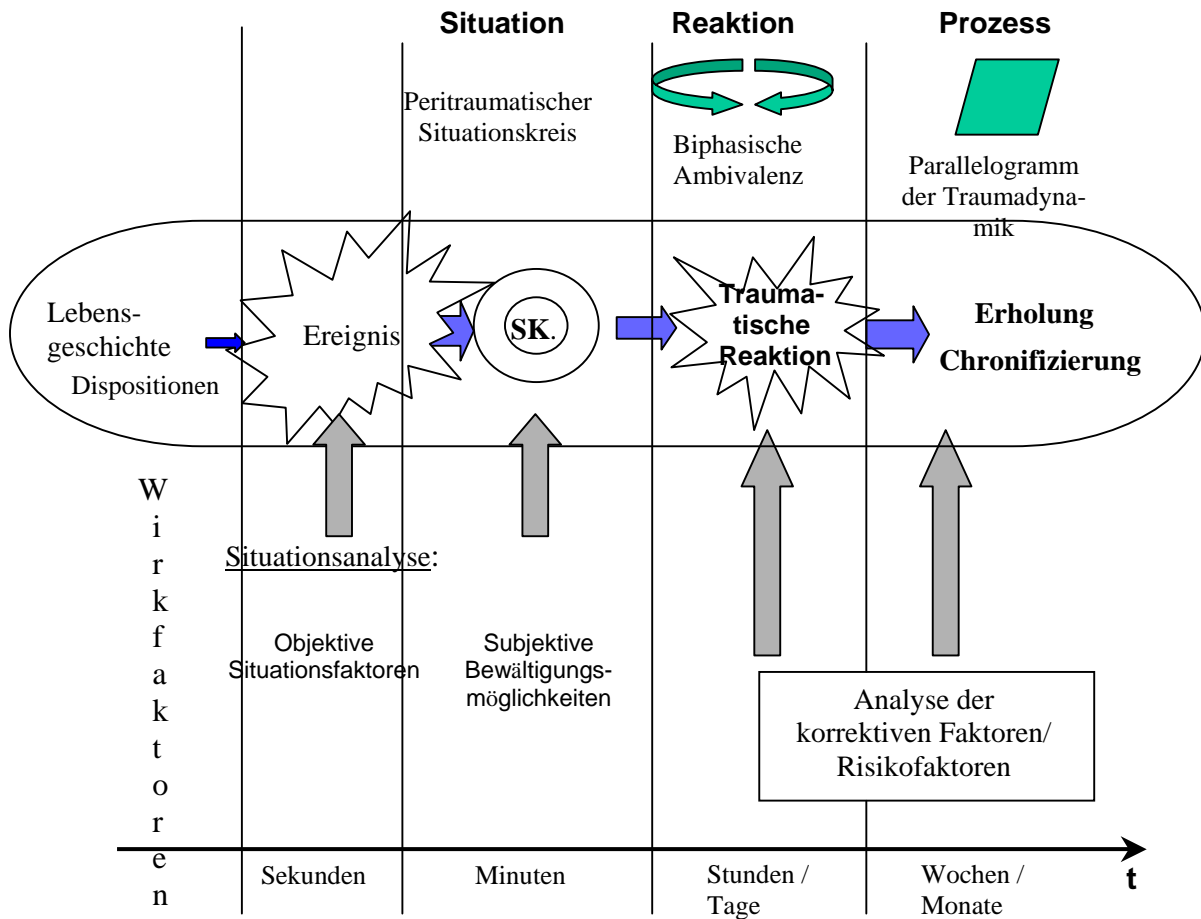 Situation
Reaktion
Prozess
Peritraumatischer
Situationskreis
Biphasische
Ambivalenz
Parallelogramm
der Traumadyna-
mik
Lebens-
geschichte
Dispositionen
Ereignis
SK.
Trauma-
tische
Reaktion
Erholung
Chronifizierung
Wirkfaktoren
Situationsanalyse:
Objektive
Situationsfaktoren
Subjektive
Bewältigungs-
möglichkeiten
Analyse der
korrektiven Faktoren/
Risikofaktoren
t
Sekunden
Minuten
Stunden /
Tage
Wochen /
Monate